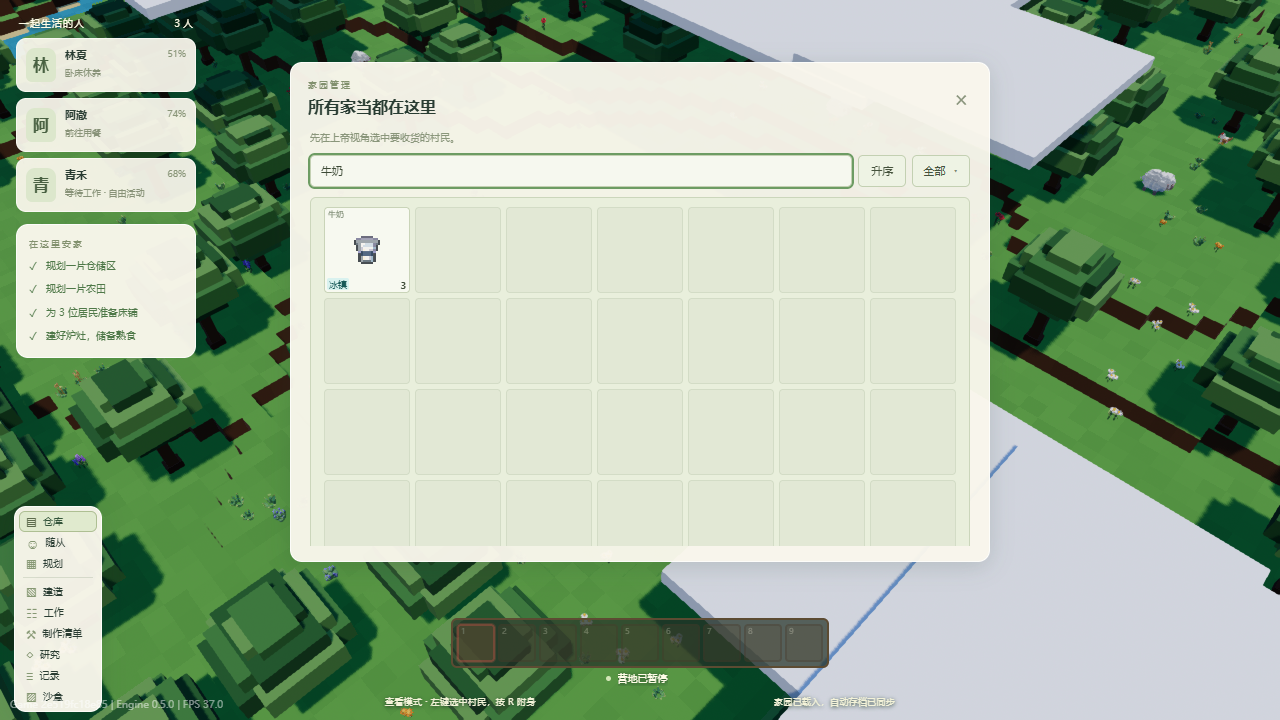 一起生活的人 3 人
林 林夏 51%
卧床休养
阿 阿澈 74%
前往用餐
青 青禾 68%
等待工作 · 自由活动
在这里安家
✓ 规划一片仓储区
✓ 规划一片农田
✓ 为 3 位居民准备床铺
✓ 建好炉灶，储备熟食
仓库
随从
规划
建造
工作
制作清单
研究
记录
沙盒
家园管理
所有家当都在这里
×
先在上帝视角选中要收货的村民。
牛奶
升序
全部
牛奶
冰镇 3
1 2 3 4 5 6 7 8 9
营地已暂停
查看模式 · 左键选中村民，按 R 附身
家园已载入，自动存档已同步
| Engine 0.5.0 | FPS 37.0